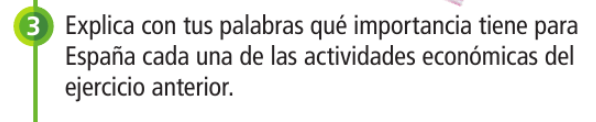 3 Explica con tus palabras qué importancia tiene para
España cada una de las actividades económicas del
ejercicio anterior.